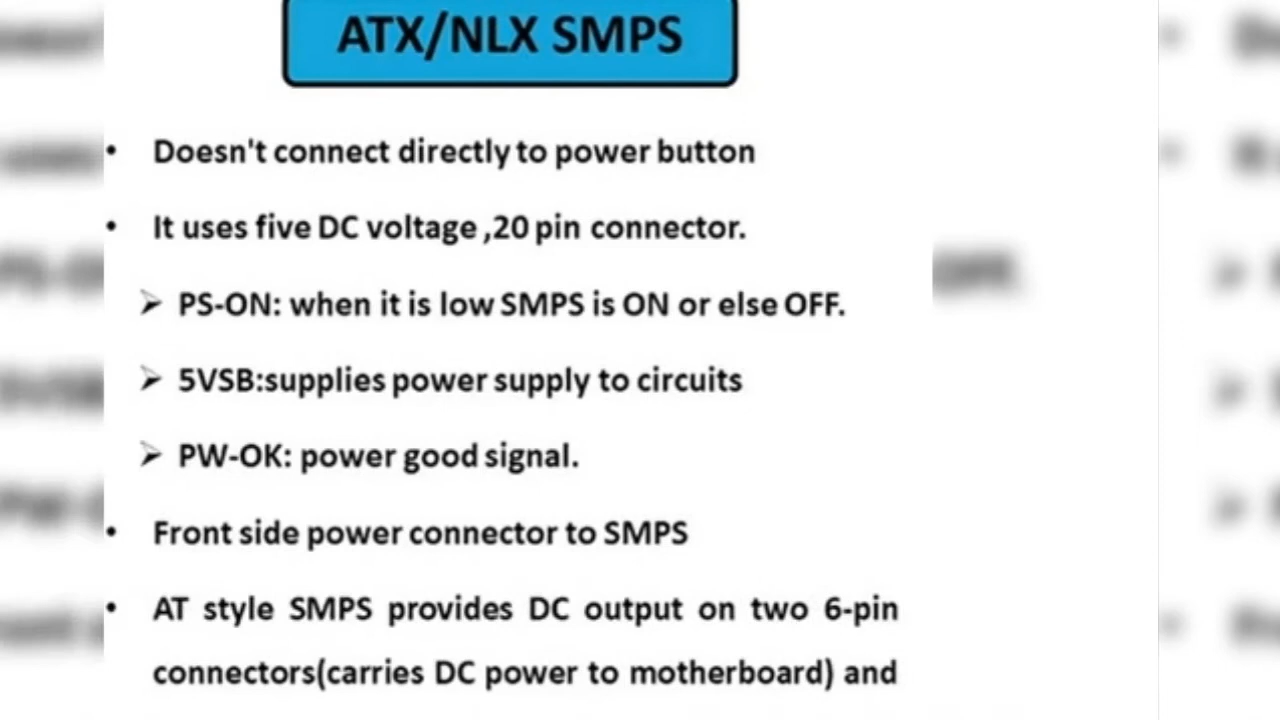 ATX/NLX SMPS
• Doesn't connect directly to power button
• It uses five DC voltage ,20 pin connector.
➢ PS-ON: when it is low SMPS is ON or else OFF.
➢ 5VSB:supplies power supply to circuits
➢ PW-OK: power good signal.
• Front side power connector to SMPS
• AT style SMPS provides DC output on two 6-pin
connectors(carries DC power to motherboard) and